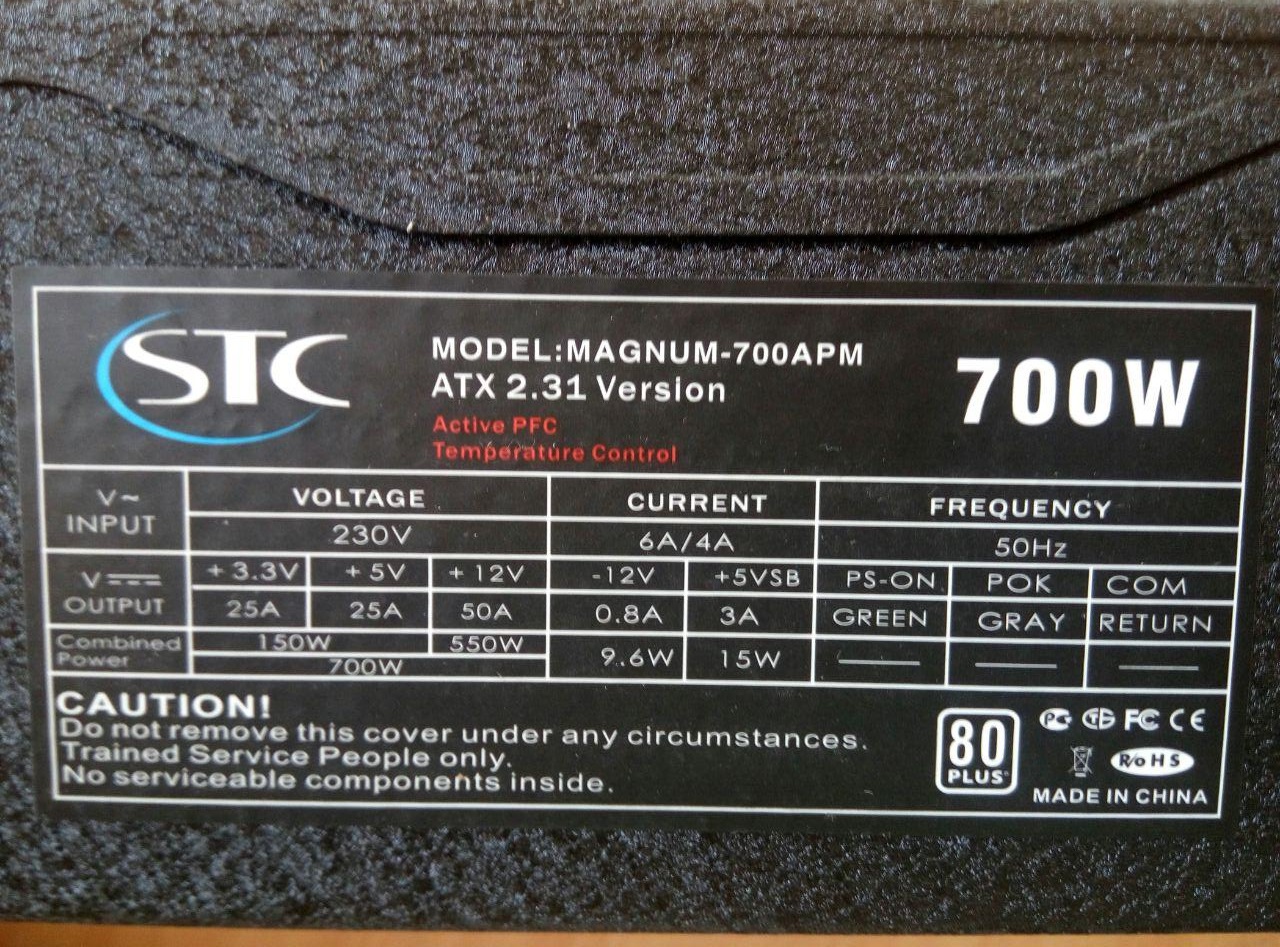 STC
MODEL:MAGNUM-700APM
ATX 2.31 Version
Active PFC
Temperature Control
700W
V~ INPUT
VOLTAGE CURRENT FREQUENCY
230V 6A/4A 50Hz
V OUTPUT
+3.3V +5V +12V -12V +5VSB PS-ON POK COM
25A 25A 50A 0.8A 3A GREEN GRAY RETURN
Combined Power
150W 550W 9.6W 15W
700W
CAUTION!
Do not remove this cover under any circumstances.
Trained Service People only.
No serviceable components inside.
80
PLUS
FC CE
RoHS
MADE IN CHINA